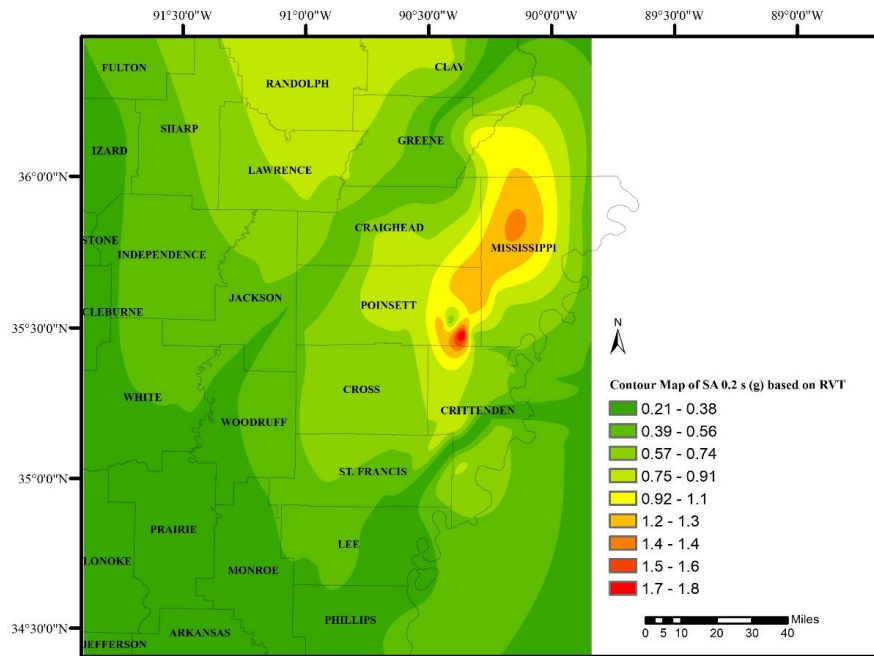 91°30'0"W 91°0'0"W 90°30'0"W 90°0'0"W 89°30'0"W 89°0'0"W
FULTON
CLAY
RANDOLPH
SHARP
GREENE
IZARD
LAWRENCE
36°0'0"N
STONE
CRAIGHEAD
INDEPENDENCE
MISSISSIPPI
JACKSON
POINSETT
CLEBURNE
35°30'0"N
N
Contour Map of SA 0.2 s (g) based on RVT
0.21 - 0.38
0.39 - 0.56
0.57 - 0.74
0.75 - 0.91
0.92 - 1.1
1.2 - 1.3
1.4 - 1.4
1.5 - 1.6
1.7 - 1.8
WHITE
CROSS
CRITTENDEN
WOODRUFF
35°0'0"N
ST. FRANCIS
PRAIRIE
LEE
LONOKE
MONROE
PHILLIPS
34°30'0"N
ARKANSAS
JEFFERSON
Miles
0 5 10 20 30 40